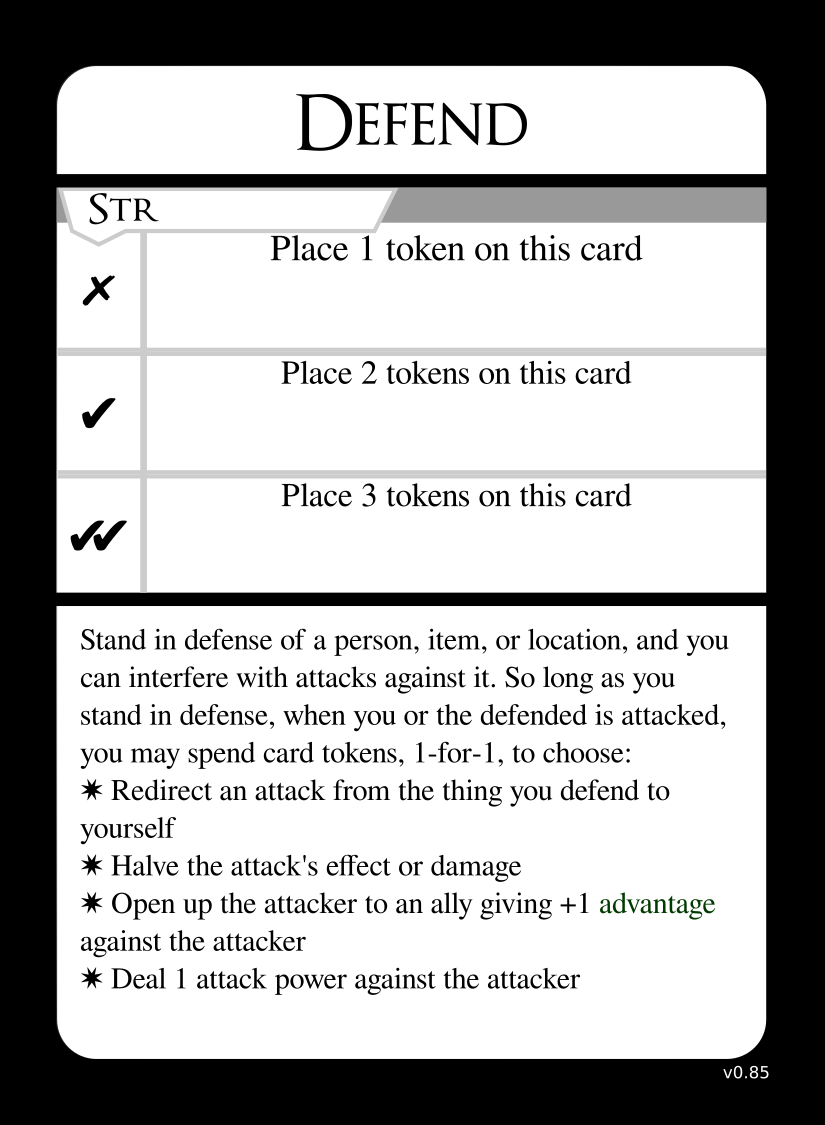 DEFEND
STR
✗
Place 1 token on this card
✔
Place 2 tokens on this card
✔✔
Place 3 tokens on this card
Stand in defense of a person, item, or location, and you
can interfere with attacks against it. So long as you
stand in defense, when you or the defended is attacked,
you may spend card tokens, 1-for-1, to choose:
✷ Redirect an attack from the thing you defend to
yourself
✷ Halve the attack's effect or damage
✷ Open up the attacker to an ally giving +1 advantage
against the attacker
✷ Deal 1 attack power against the attacker
v0.85